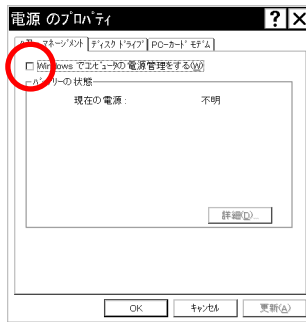 電源 のプロパティ
ディスク ドライブ PC-カード モデム
Windows でコンピュータの電源管理をする(W)
バッテリーの状態
現在の電源 : 不明
詳細(D)...
OK キャンセル 更新(A)